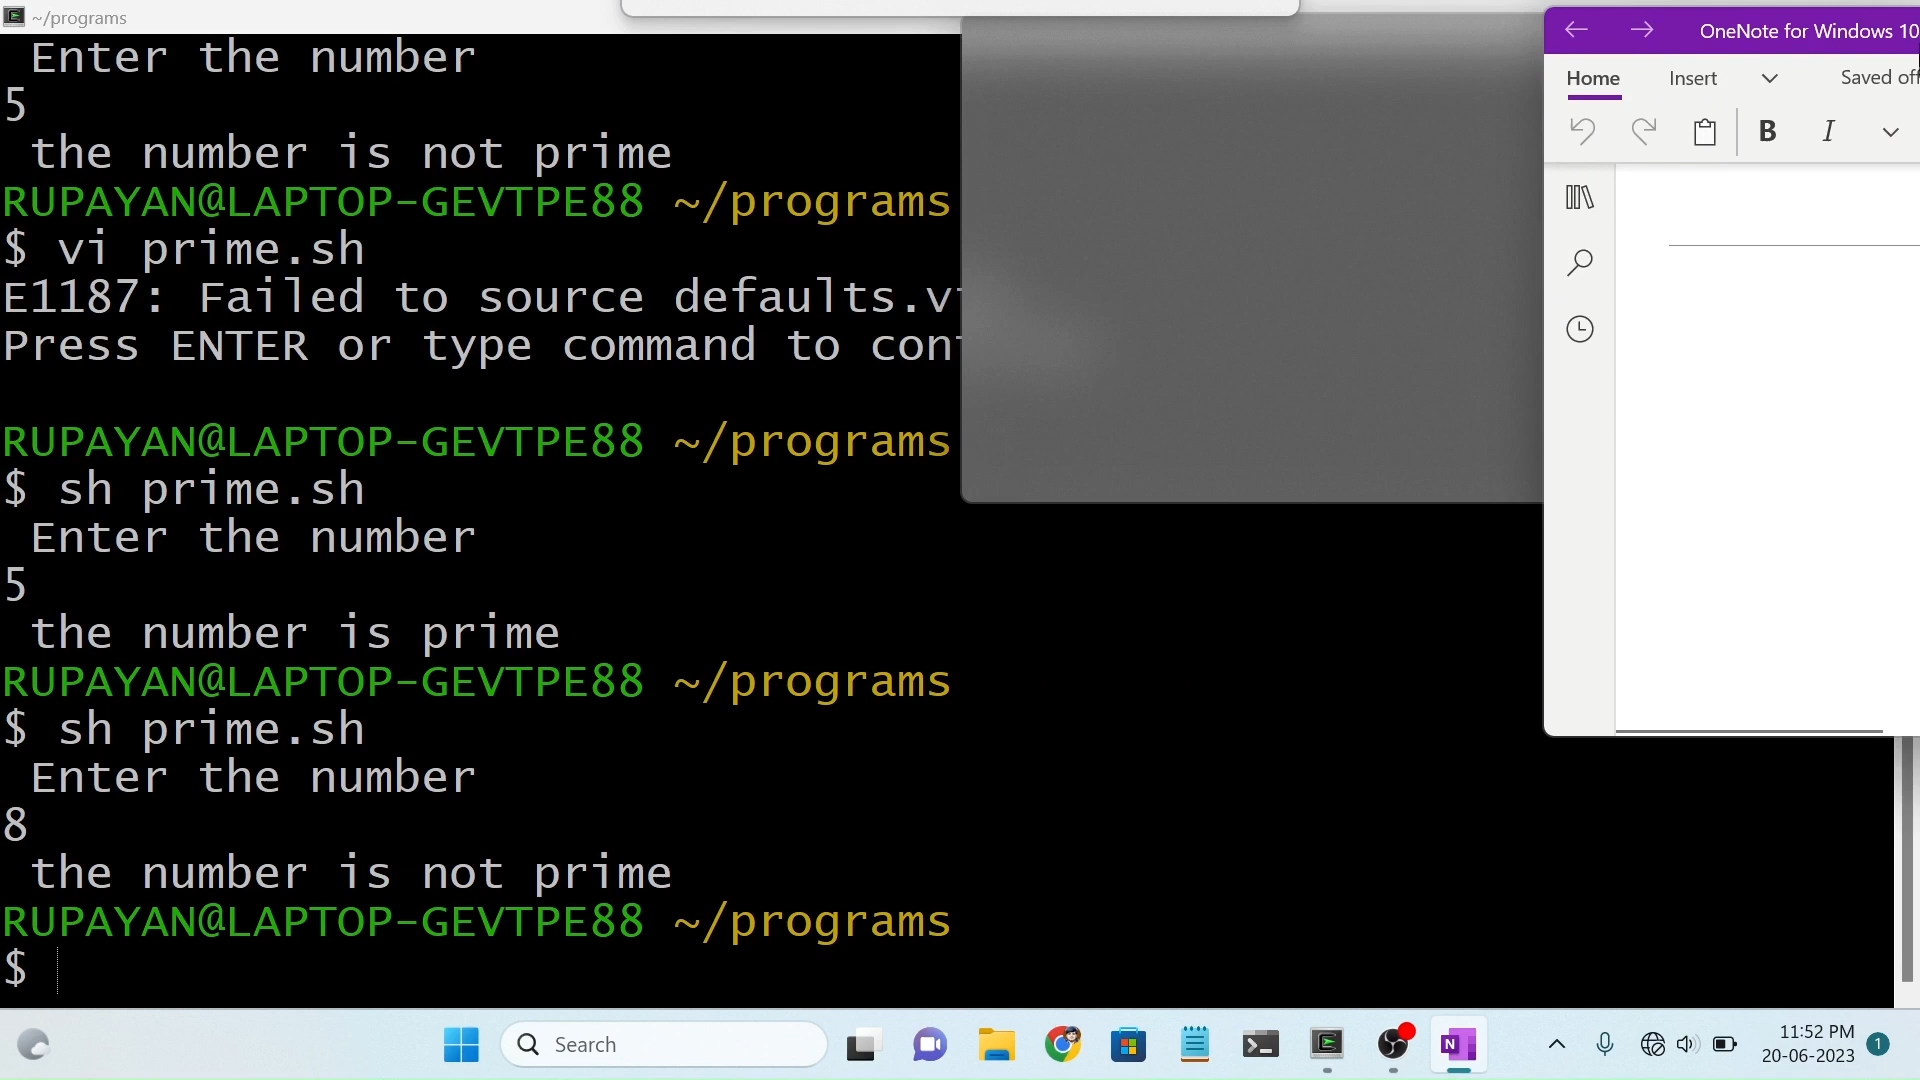 ~/programs
Enter the number
5
the number is not prime
RUPAYAN@LAPTOP-GEVTPE88 ~/programs
$ vi prime.sh
E1187: Failed to source defaults.v
Press ENTER or type command to con
RUPAYAN@LAPTOP-GEVTPE88 ~/programs
$ sh prime.sh
Enter the number
5
the number is prime
RUPAYAN@LAPTOP-GEVTPE88 ~/programs
$ sh prime.sh
Enter the number
8
the number is not prime
RUPAYAN@LAPTOP-GEVTPE88 ~/programs
$
OneNote for Windows 10
Home Insert Saved off
B I
Search
N
11:52 PM
20-06-2023
1